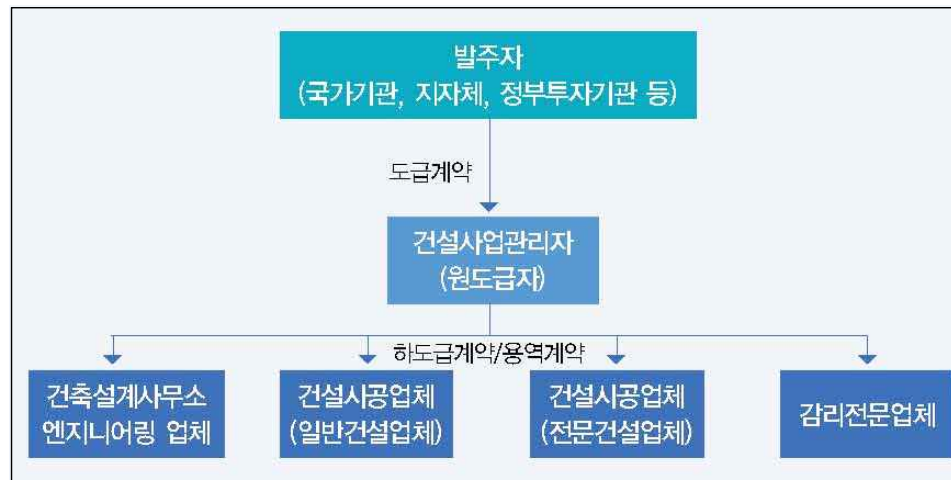 발주자
(국가기관, 지자체, 정부투자기관 등)
도급계약
건설사업관리자
(원도급자)
하도급계약/용역계약
건축설계사무소
엔지니어링 업체
건설시공업체
(일반건설업체)
건설시공업체
(전문건설업체)
감리전문업체